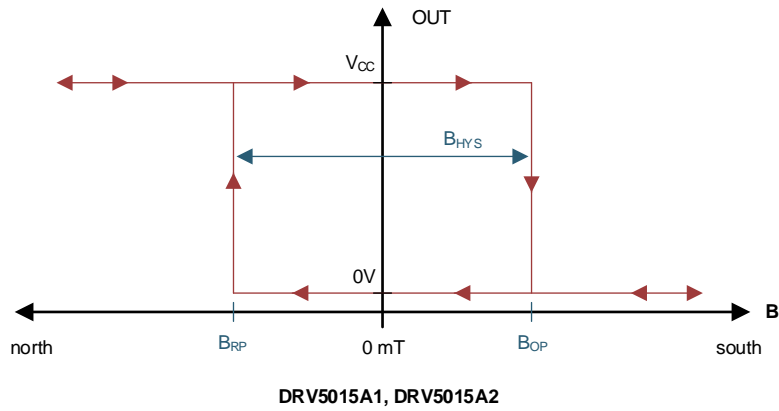 OUT
VCC
BHYS
0V
B
north
BRP
0 mT
BOP
south
DRV5015A1, DRV5015A2